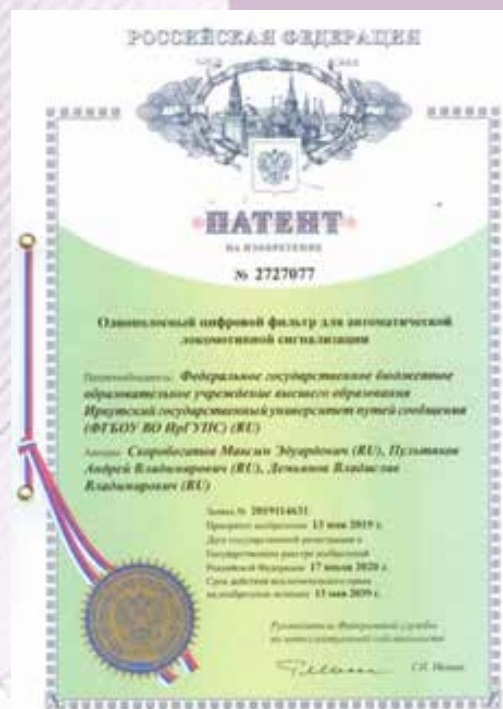 РОССИЙСКАЯ ФЕДЕРАЦИЯ
ПАТЕНТ
НА ИЗОБРЕТЕНИЕ
№ 2727077
Однополосный цифровой фильтр для автоматической
локомотивной сигнализации
Патентообладатель: Федеральное государственное бюджетное
образовательное учреждение высшего образования
Иркутский государственный университет путей сообщения
(ФГБОУ ВО ИрГУПС) (RU)
Авторы: Скоробогатов Максим Эдуардович (RU), Пультяков
Андрей Владимирович (RU), Демьянов Владислав
Владимирович (RU)
Заявка № 2019114631
Приоритет изобретения 13 мая 2019 г.
Дата государственной регистрации в
Государственном реестре изобретений
Российской Федерации 17 июля 2020 г.
Срок действия исключительного права
на изобретение истекает 13 мая 2039 г.
Руководитель Федеральной службы
по интеллектуальной собственности
Г.П. Ивлиев